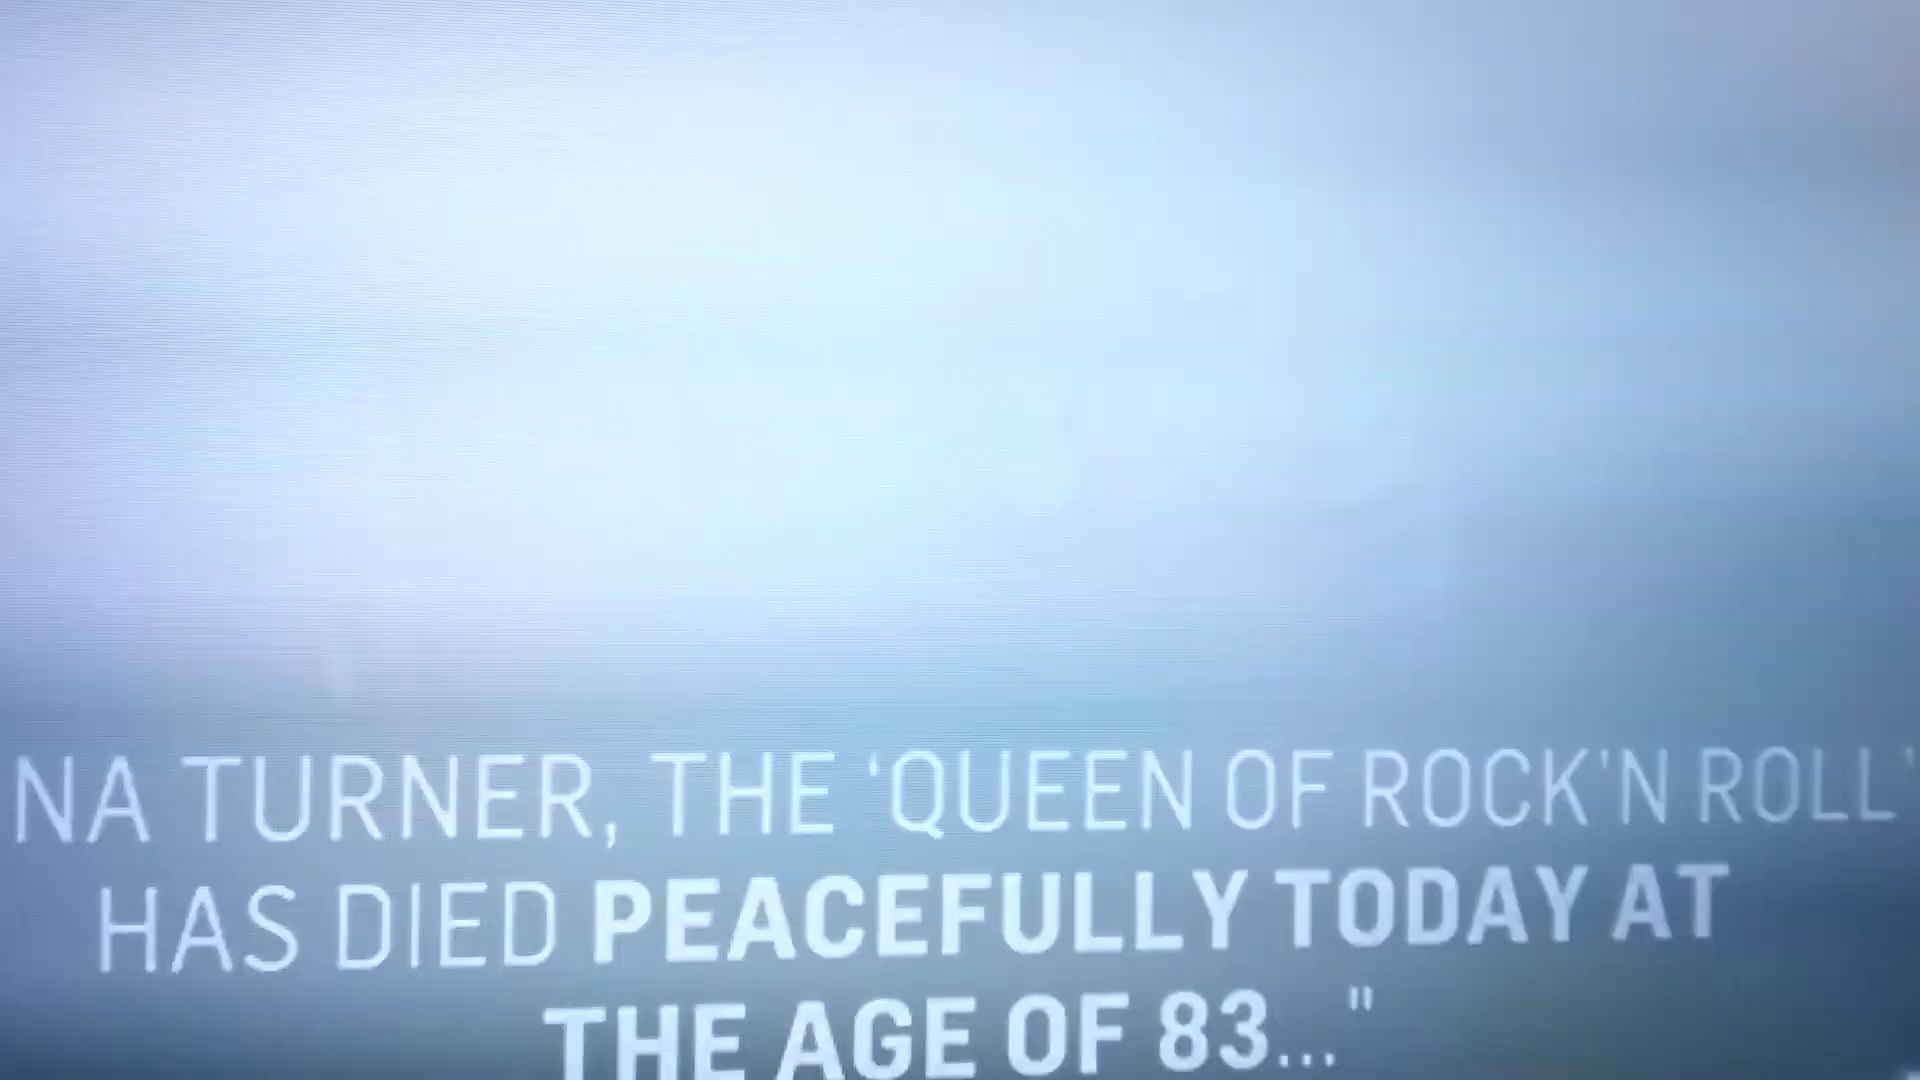 NA TURNER, THE ‘QUEEN OF ROCK'N ROLL'
HAS DIED PEACEFULLY TODAY AT
THE AGE OF 83..."